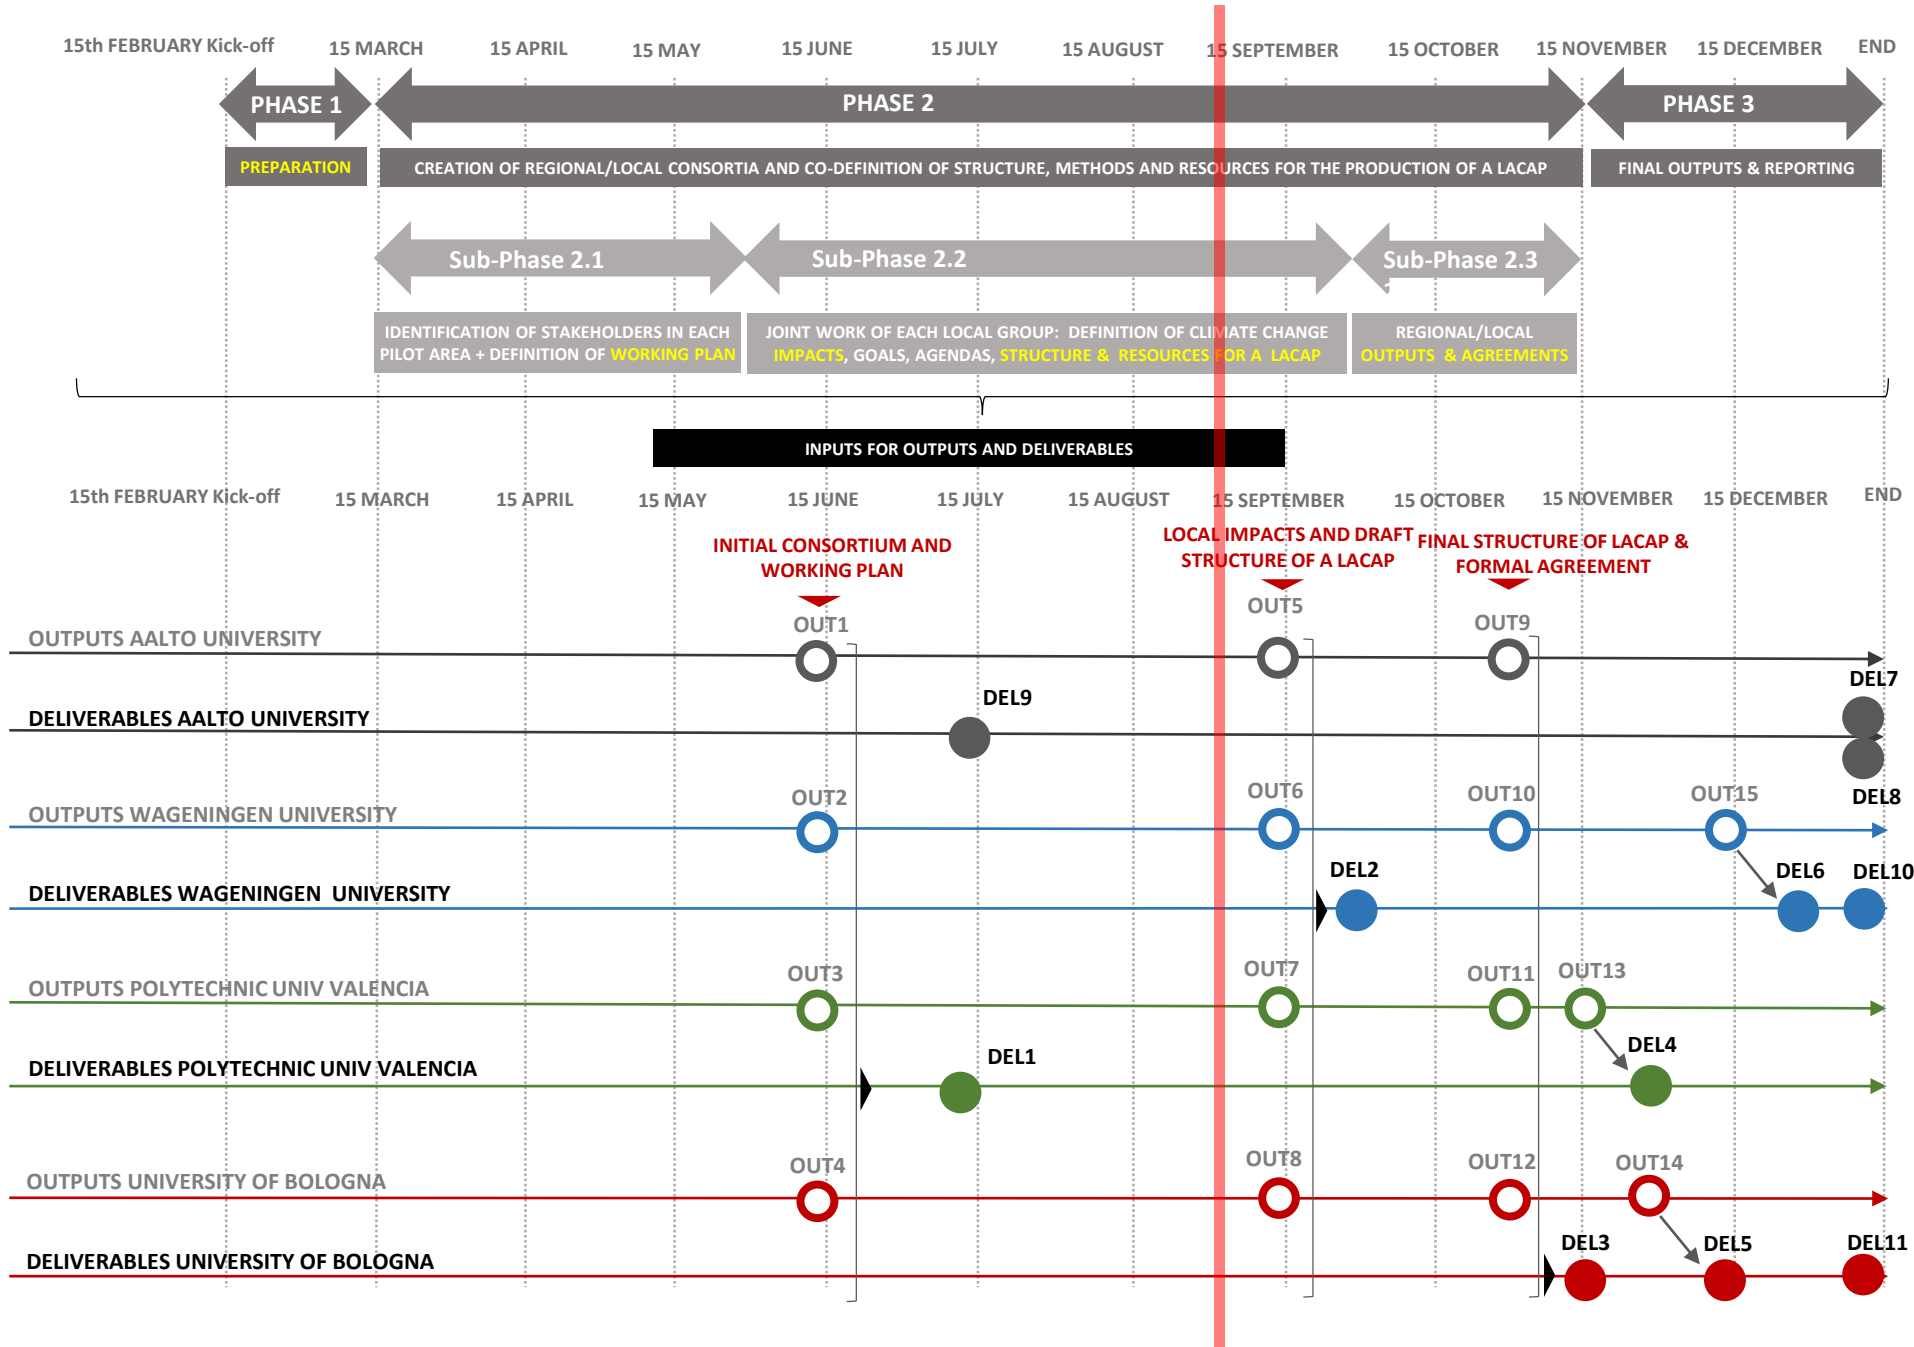 15th FEBRUARY Kick-off 15 MARCH 15 APRIL 15 MAY 15 JUNE 15 JULY 15 AUGUST 15 SEPTEMBER 15 OCTOBER 15 NOVEMBER 15 DECEMBER END
PHASE 1 PHASE 2 PHASE 3
PREPARATION CREATION OF REGIONAL/LOCAL CONSORTIA AND CO-DEFINITION OF STRUCTURE, METHODS AND RESOURCES FOR THE PRODUCTION OF A LACAP FINAL OUTPUTS & REPORTING
Sub-Phase 2.1 Sub-Phase 2.2 Sub-Phase 2.3
IDENTIFICATION OF STAKEHOLDERS IN EACH
PILOT AREA + DEFINITION OF WORKING PLAN
JOINT WORK OF EACH LOCAL GROUP: DEFINITION OF CLIMATE CHANGE
IMPACTS, GOALS, AGENDAS, STRUCTURE & RESOURCES FOR A LACAP
REGIONAL/LOCAL
OUTPUTS & AGREEMENTS
INPUTS FOR OUTPUTS AND DELIVERABLES
15th FEBRUARY Kick-off 15 MARCH 15 APRIL 15 MAY 15 JUNE 15 JULY 15 AUGUST 15 SEPTEMBER 15 OCTOBER 15 NOVEMBER 15 DECEMBER END
INITIAL CONSORTIUM AND
WORKING PLAN
LOCAL IMPACTS AND DRAFT
STRUCTURE OF A LACAP
FINAL STRUCTURE OF LACAP &
FORMAL AGREEMENT
OUTPUTS AALTO UNIVERSITY OUT1 OUT5 OUT9
DELIVERABLES AALTO UNIVERSITY DEL9 DEL7
DEL8
OUTPUTS WAGENINGEN UNIVERSITY OUT2 OUT6 OUT10 OUT15
DELIVERABLES WAGENINGEN UNIVERSITY DEL2 DEL6 DEL10
OUTPUTS POLYTECHNIC UNIV VALENCIA OUT3 OUT7 OUT11 OUT13
DELIVERABLES POLYTECHNIC UNIV VALENCIA DEL1 DEL4
OUTPUTS UNIVERSITY OF BOLOGNA OUT4 OUT8 OUT12 OUT14
DELIVERABLES UNIVERSITY OF BOLOGNA DEL3 DEL5 DEL11